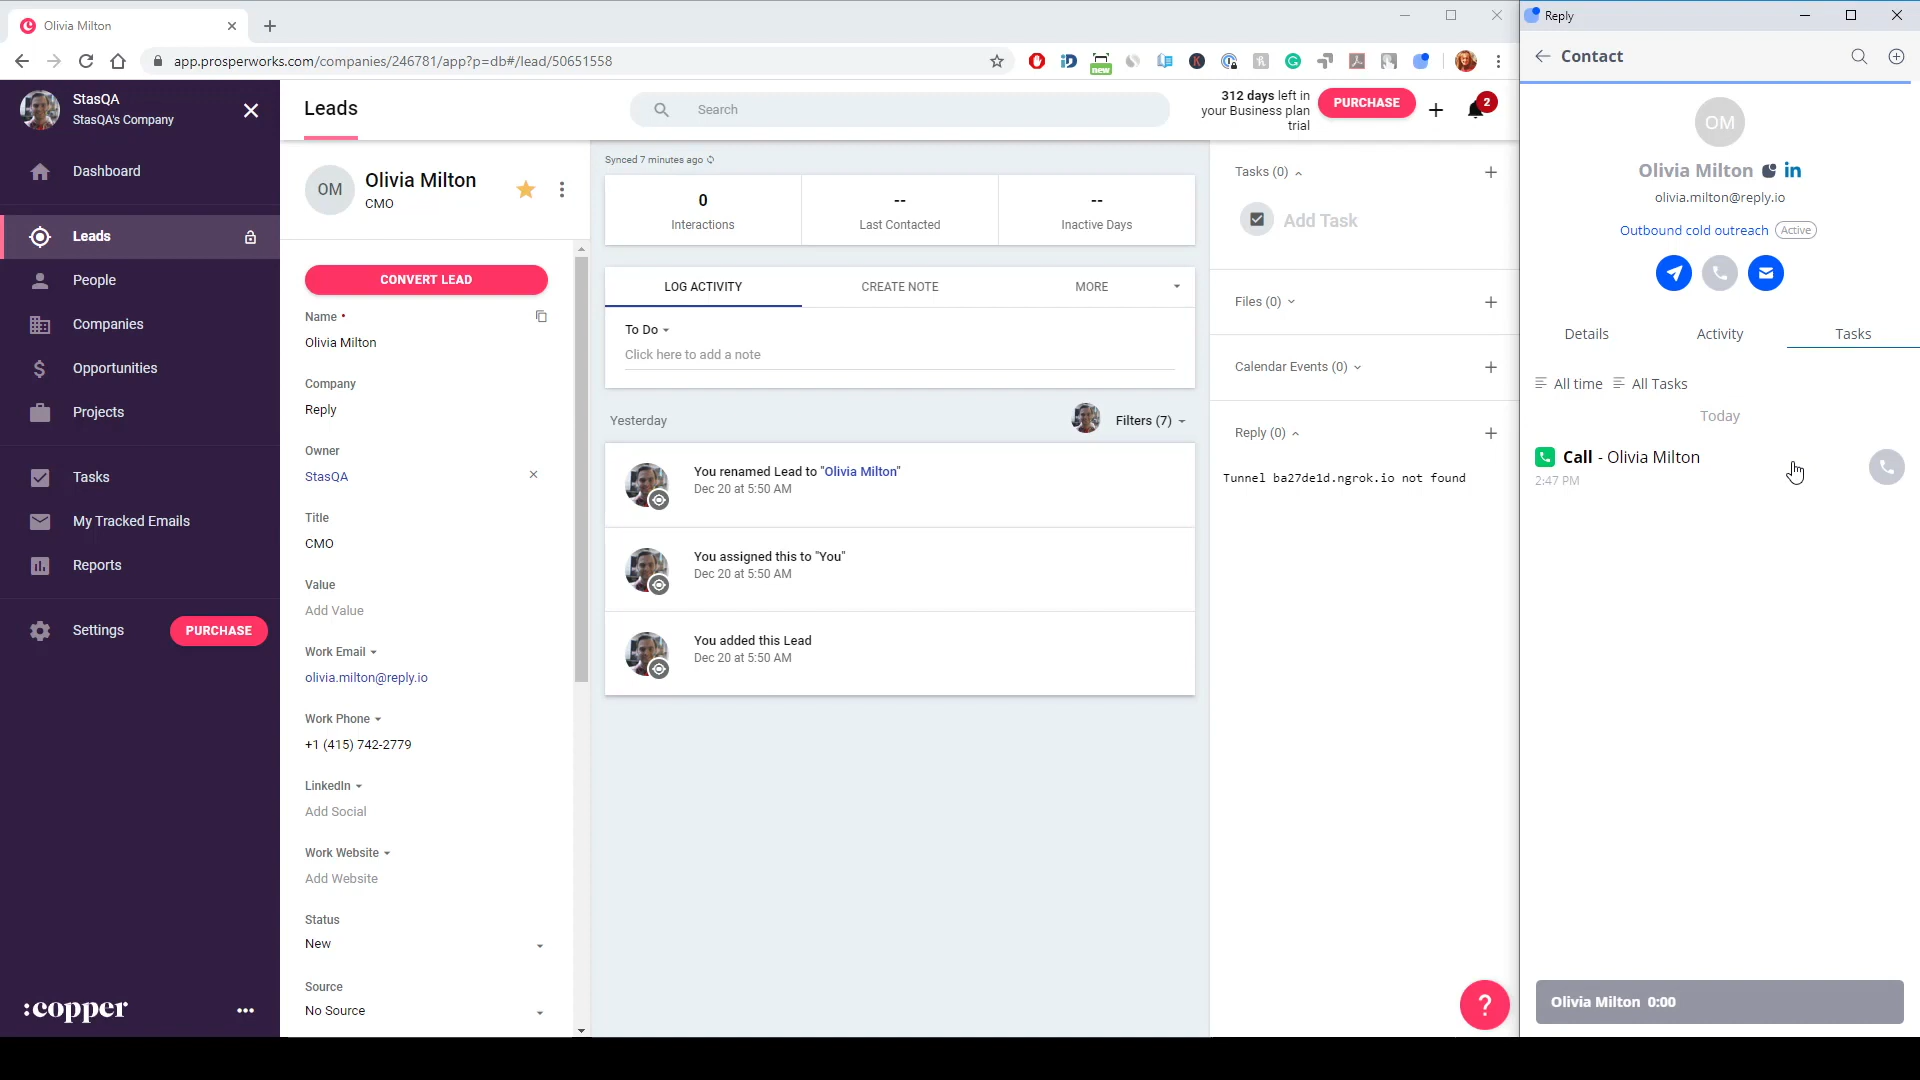 Olivia Milton
Reply
app.prosperworks.com/companies/246781/app?p=db#/lead/50651558
new
StasQA
StasQA's Company
Dashboard
Leads
People
Companies
Opportunities
Projects
Tasks
My Tracked Emails
Reports
Settings
PURCHASE
:copper
Leads
Search
312 days left in
your Business plan
trial
PURCHASE
2
OM
Olivia Milton
CMO
CONVERT LEAD
Name •
Olivia Milton
Company
Reply
Owner
StasQA
Title
CMO
Value
Add Value
Work Email
olivia.milton@reply.io
Work Phone
+1 (415) 742-2779
LinkedIn
Add Social
Work Website
Add Website
Status
New
Source
No Source
Synced 7 minutes ago
0
Interactions
--
Last Contacted
--
Inactive Days
LOG ACTIVITY
CREATE NOTE
MORE
To Do
Click here to add a note
Yesterday
Filters (7)
You renamed Lead to "Olivia Milton"
Dec 20 at 5:50 AM
You assigned this to "You"
Dec 20 at 5:50 AM
You added this Lead
Dec 20 at 5:50 AM
Tasks (0)
Add Task
Files (0)
Calendar Events (0)
Reply (0)
Tunnel ba27de1d.ngrok.io not found
?
Contact
OM
Olivia Milton in
olivia.milton@reply.io
Outbound cold outreach Active
Details
Activity
Tasks
All time
All Tasks
Today
Call - Olivia Milton
2:47 PM
Olivia Milton 0:00